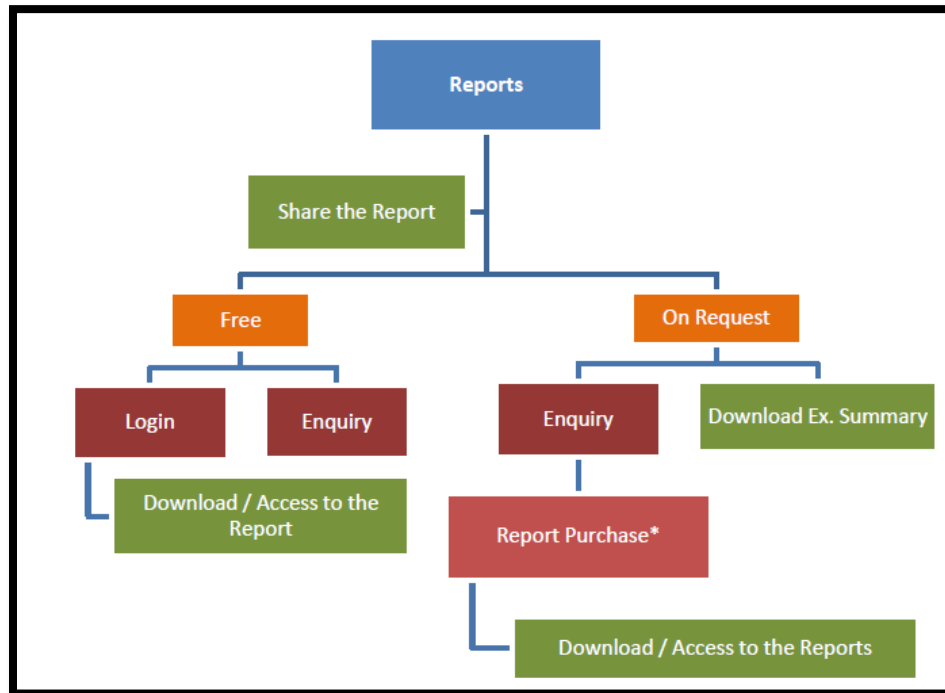 Reports
Share the Report
Free
On Request
Login
Enquiry
Enquiry
Download Ex. Summary
Download / Access to the
Report
Report Purchase*
Download / Access to the Reports